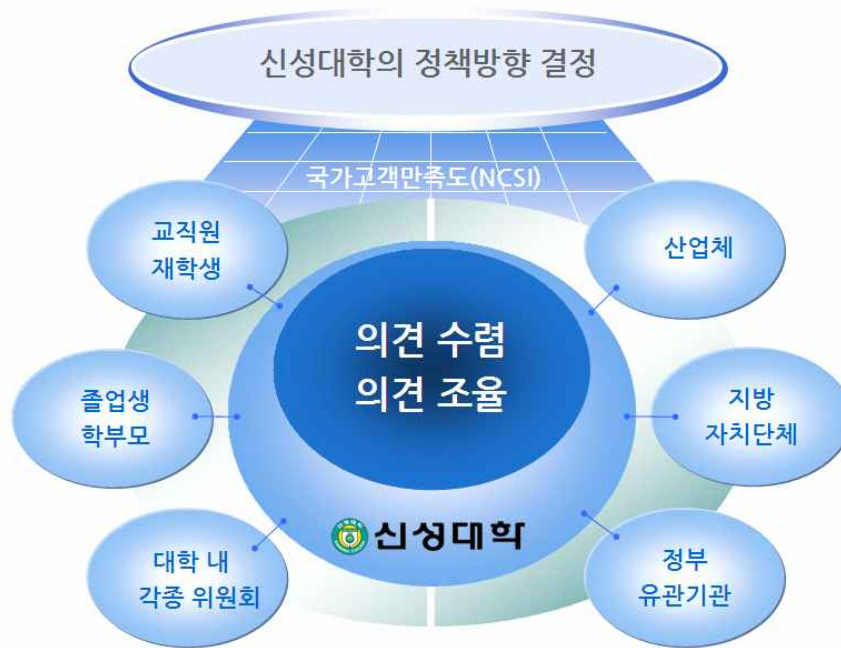 신성대학의 정책방향 결정
국가고객만족도(NCSI)
교직원
재학생
산업체
의견 수렴
의견 조율
졸업생
학부모
지방
자치단체
신성대학
대학 내
각종 위원회
정부
유관기관